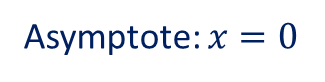 Asymptote: x = 0